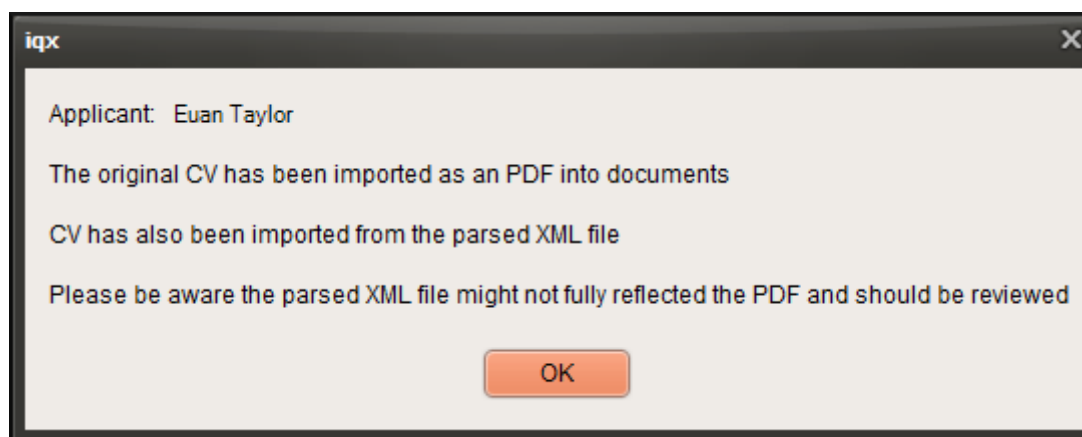 iqx
Applicant: Euan Taylor
The original CV has been imported as an PDF into documents
CV has also been imported from the parsed XML file
Please be aware the parsed XML file might not fully reflected the PDF and should be reviewed
OK